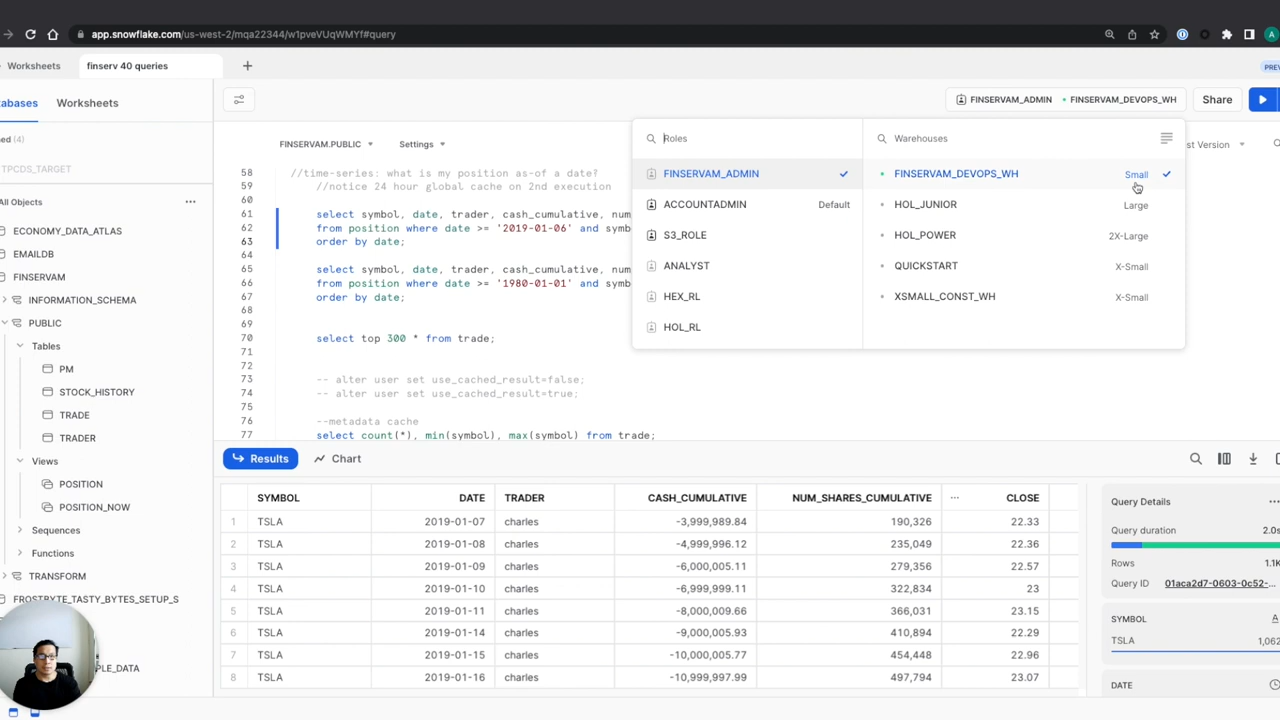 app.snowflake.com/us-west-2/mqa22344/w1pveVUqWMYf#query
A
Worksheets
finserv 40 queries
+
PREV
abases
Worksheets
FINSERVAM_ADMIN
FINSERVAM_DEVOPS_WH
Share
ned (4)
TPCDS_TARGET
All Objects
ECONOMY_DATA_ATLAS
EMAILDB
FINSERVAM
INFORMATION_SCHEMA
PUBLIC
Tables
PM
STOCK_HISTORY
TRADE
TRADER
Views
POSITION
POSITION_NOW
Sequences
Functions
TRANSFORM
FROSTBYTE_TASTY_BYTES_SETUP_S
PLE_DATA
FINSERVAM.PUBLIC
Settings
st Version
58 //time-series: what is my position as-of a date?
59 //notice 24 hour global cache on 2nd execution
60
61 select symbol, date, trader, cash_cumulative, num
62 from position where date >= '2019-01-06' and symb
63 order by date;
64
65 select symbol, date, trader, cash_cumulative, num
66 from position where date >= '1980-01-01' and symb
67 order by date;
68
69
70 select top 300 * from trade;
71
72
73 -- alter user set use_cached_result=false;
74 -- alter user set use_cached_result=true;
75
76 --metadata cache
77 select count(*), min(symbol), max(symbol) from trade;
Roles
FINSERVAM_ADMIN
ACCOUNTADMIN Default
S3_ROLE
ANALYST
HEX_RL
HOL_RL
Warehouses
FINSERVAM_DEVOPS_WH Small
HOL_JUNIOR Large
HOL_POWER 2X-Large
QUICKSTART X-Small
XSMALL_CONST_WH X-Small
Results
Chart
SYMBOL DATE TRADER CASH_CUMULATIVE NUM_SHARES_CUMULATIVE ... CLOSE
1 TSLA 2019-01-07 charles -3,999,989.84 190,326 22.33
2 TSLA 2019-01-08 charles -4,999,996.12 235,049 22.36
3 TSLA 2019-01-09 charles -6,000,005.11 279,356 22.57
4 TSLA 2019-01-10 charles -6,999,999.11 322,834 23
5 TSLA 2019-01-11 charles -8,000,009.66 366,031 23.15
6 TSLA 2019-01-14 charles -9,000,005.93 410,894 22.29
7 TSLA 2019-01-15 charles -10,000,005.77 454,448 22.96
8 TSLA 2019-01-16 charles -10,999,997.99 497,794 23.07
Query Details
Query duration 2.0s
Rows 1.1K
Query ID 01aca2d7-0603-0c52-...
SYMBOL A
TSLA 1,062
DATE